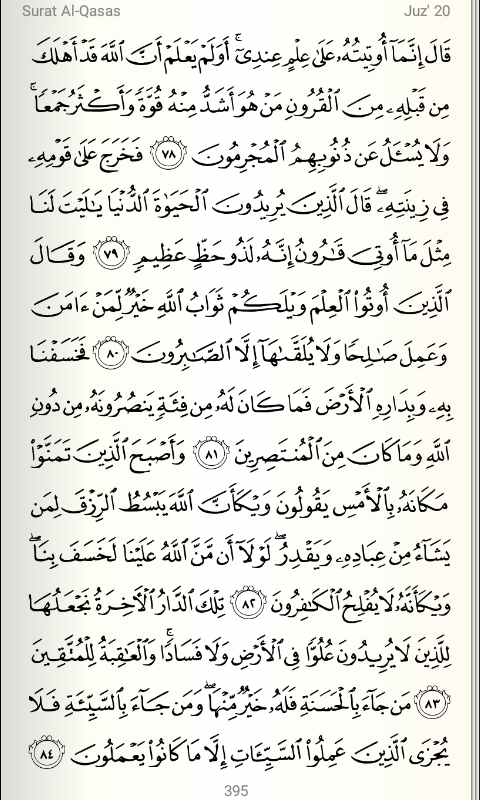 Surat Al-Qasas Juz' 20
قَالَ إِنَّمَآ أُوتِيتُهُۥ عَلَىٰ عِلْمٍ عِندِىٓ ۚ أَوَلَمْ يَعْلَمْ أَنَّ ٱللَّهَ قَدْ أَهْلَكَ
مِن قَبْلِهِۦ مِنَ ٱلْقُرُونِ مَنْ هُوَ أَشَدُّ مِنْهُ قُوَّةً وَأَكْثَرُ جَمْعًا ۚ
وَلَا يُسْـَٔلُ عَن ذُنُوبِهِمُ ٱلْمُجْرِمُونَ ٧٨ فَخَرَجَ عَلَىٰ قَوْمِهِۦ
فِى زِينَتِهِۦ ۖ قَالَ ٱلَّذِينَ يُرِيدُونَ ٱلْحَيَوٰةَ ٱلدُّنْيَا يَـٰلَيْتَ لَنَا
مِثْلَ مَآ أُوتِىَ قَـٰرُونُ إِنَّهُۥ لَذُو حَظٍّ عَظِيمٍ ٧٩ وَقَالَ
ٱلَّذِينَ أُوتُوا۟ ٱلْعِلْمَ وَيْلَكُمْ ثَوَابُ ٱللَّهِ خَيْرٌ لِّمَنْ ءَامَنَ
وَعَمِلَ صَـٰلِحًا وَلَا يُلَقَّىٰهَآ إِلَّا ٱلصَّـٰبِرُونَ ٨٠ فَخَسَفْنَا
بِهِۦ وَبِدَارِهِ ٱلْأَرْضَ فَمَا كَانَ لَهُۥ مِن فِئَةٍ يَنصُرُونَهُۥ مِن دُونِ
ٱللَّهِ وَمَا كَانَ مِنَ ٱلْمُنتَصِرِينَ ٨١ وَأَصْبَحَ ٱلَّذِينَ تَمَنَّوْا۟
مَكَانَهُۥ بِٱلْأَمْسِ يَقُولُونَ وَيْكَأَنَّ ٱللَّهَ يَبْسُطُ ٱلرِّزْقَ لِمَن
يَشَآءُ مِنْ عِبَادِهِۦ وَيَقْدِرُ ۖ لَوْلَآ أَن مَّنَّ ٱللَّهُ عَلَيْنَا لَخَسَفَ بِنَا ۖ
وَيْكَأَنَّهُۥ لَا يُفْلِحُ ٱلْكَـٰفِرُونَ ٨٢ تِلْكَ ٱلدَّارُ ٱلْـَٔاخِرَةُ نَجْعَلُهَا
لِلَّذِينَ لَا يُرِيدُونَ عُلُوًّا فِى ٱلْأَرْضِ وَلَا فَسَادًا ۚ وَٱلْعَـٰقِبَةُ لِلْمُتَّقِينَ
٨٣ مَن جَآءَ بِٱلْحَسَنَةِ فَلَهُۥ خَيْرٌ مِّنْهَا ۖ وَمَن جَآءَ بِٱلسَّيِّئَةِ فَلَا
يُجْزَى ٱلَّذِينَ عَمِلُوا۟ ٱلسَّيِّـَٔاتِ إِلَّا مَا كَانُوا۟ يَعْمَلُونَ ٨٤
395